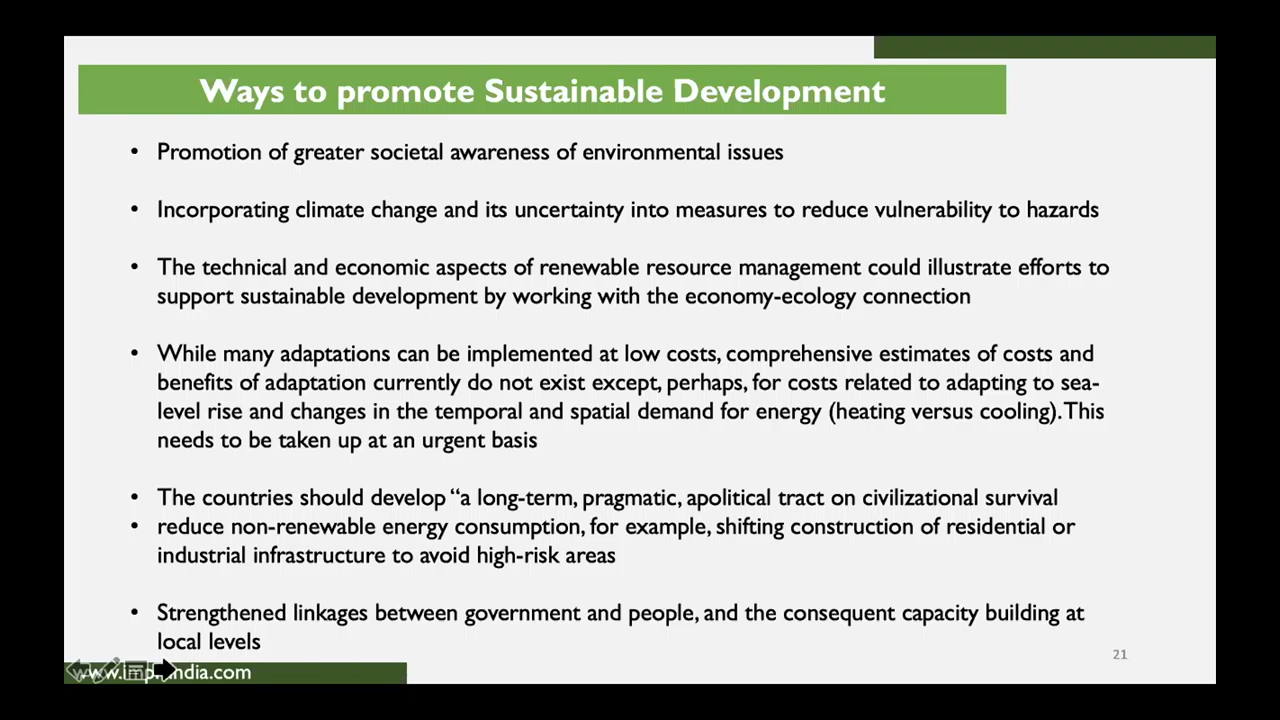 Ways to promote Sustainable Development
• Promotion of greater societal awareness of environmental issues
• Incorporating climate change and its uncertainty into measures to reduce vulnerability to hazards
• The technical and economic aspects of renewable resource management could illustrate efforts to
support sustainable development by working with the economy-ecology connection
• While many adaptations can be implemented at low costs, comprehensive estimates of costs and
benefits of adaptation currently do not exist except, perhaps, for costs related to adapting to sea-
level rise and changes in the temporal and spatial demand for energy (heating versus cooling). This
needs to be taken up at an urgent basis
• The countries should develop “a long-term, pragmatic, apolitical tract on civilizational survival
• reduce non-renewable energy consumption, for example, shifting construction of residential or
industrial infrastructure to avoid high-risk areas
• Strengthened linkages between government and people, and the consequent capacity building at
local levels
21